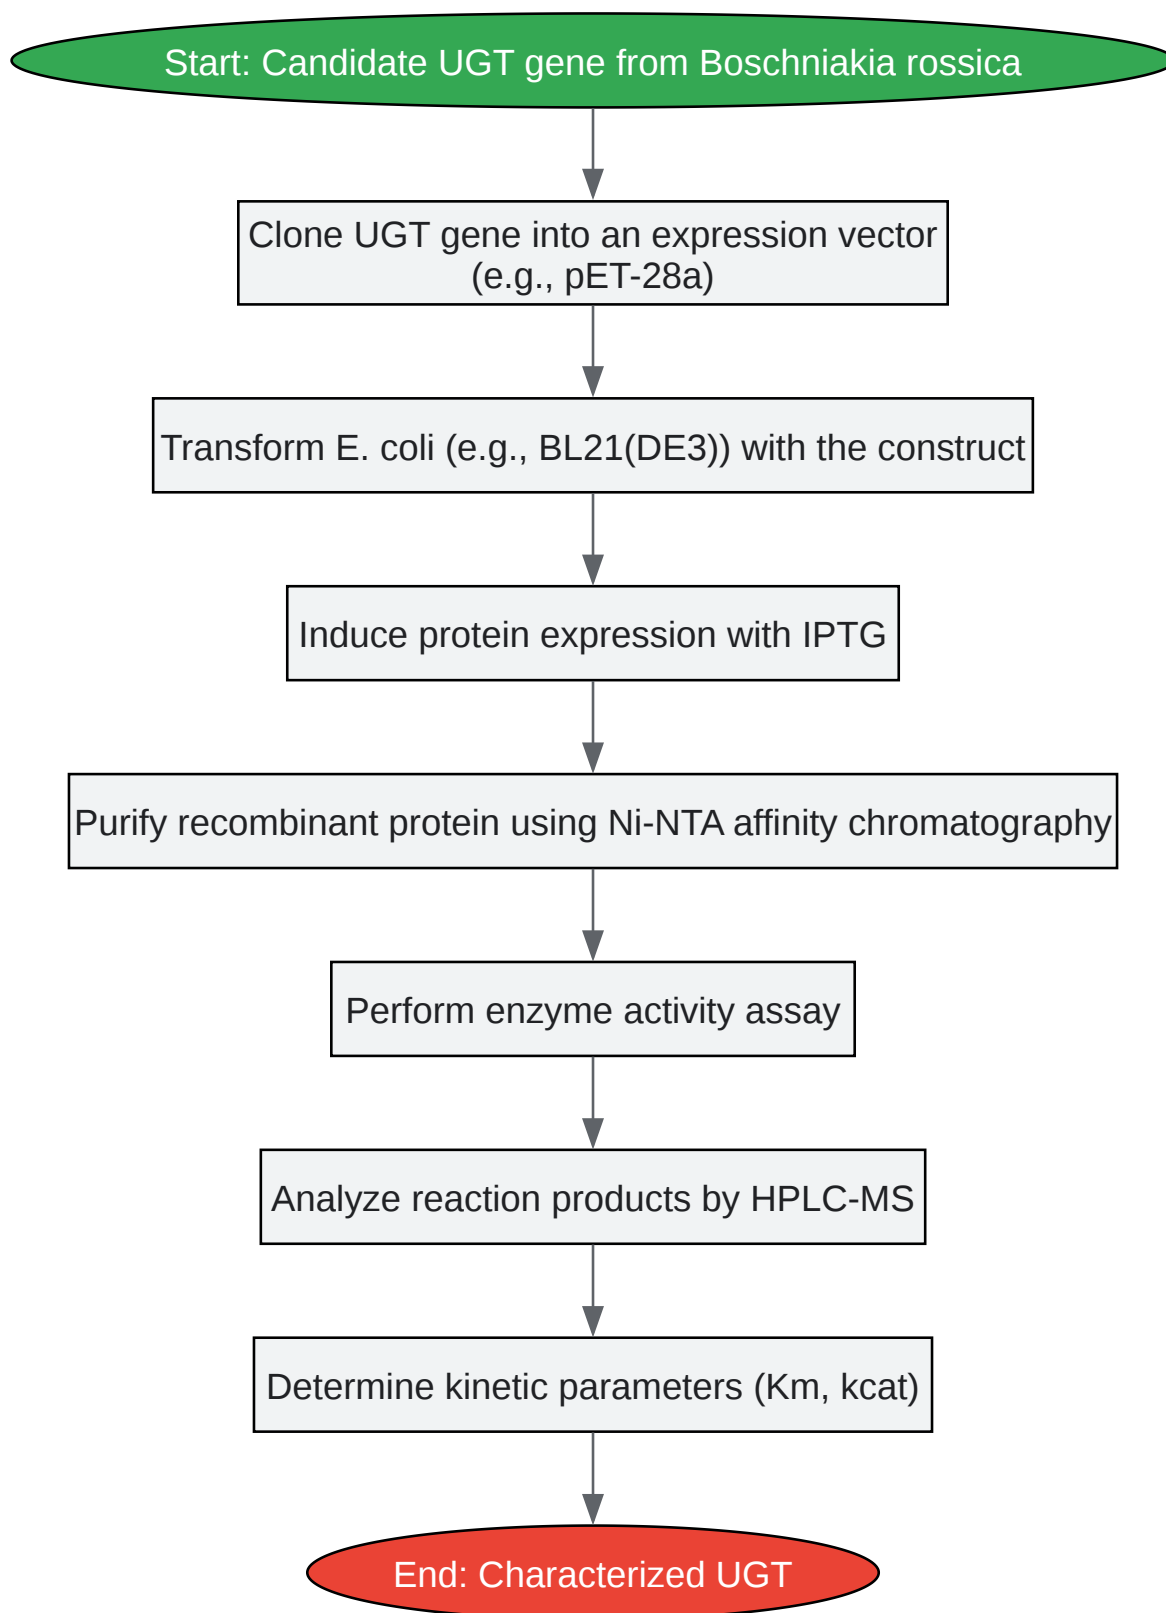 Start: Candidate UGT gene from Boschniakia rossica
Clone UGT gene into an expression vector
(e.g., pET-28a)
Transform E. coli (e.g., BL21(DE3)) with the construct
Induce protein expression with IPTG
Purify recombinant protein using Ni-NTA affinity chromatography
Perform enzyme activity assay
Analyze reaction products by HPLC-MS
Determine kinetic parameters (Km, kcat)
End: Characterized UGT